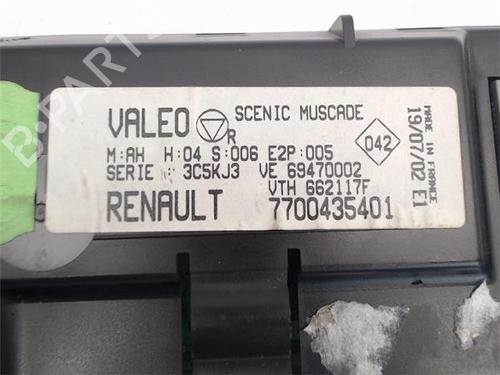 VALEO R SCENIC MUSCADE
M:AH H:04 S:006 E2P:005
SERIE : 3C5KJ3 VE 69470002
VTH 662117F
RENAULT 7700435401
042
19/07/02 E1
MADE IN FRANCE
B-Parts